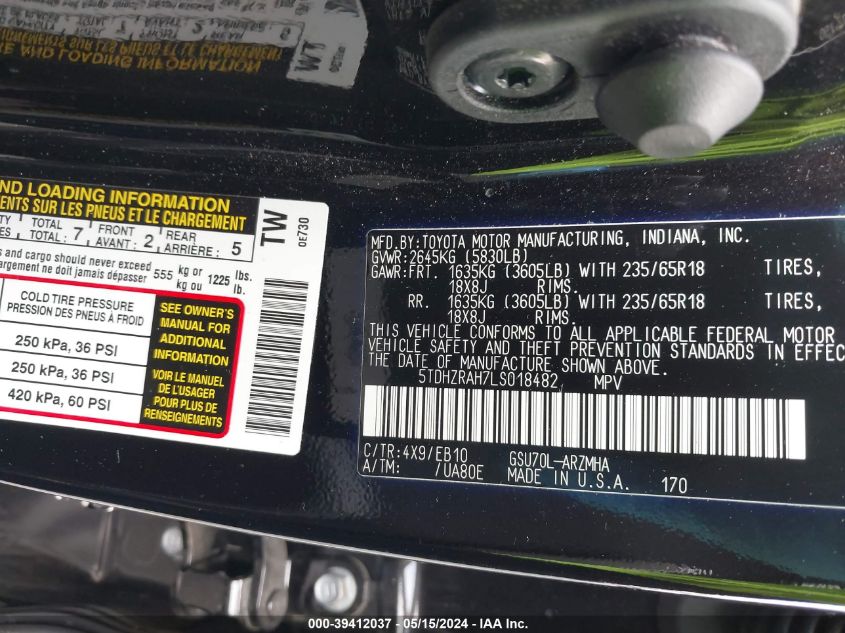 ND LOADING INFORMATION
ENTS SUR LES PNEUS ET LE CHARGEMENT
TY TOTAL 7 FRONT 2 REAR 5
ES TOTAL: AVANT: ARRIÈRE:
TW
0E730
s and cargo should never exceed 555 kg or 1225 lbs.
argement ne doit jamais dépasser kg ou lb.
COLD TIRE PRESSURE
PRESSION DES PNEUS À FROID
250 kPa, 36 PSI
250 kPa, 36 PSI
420 kPa, 60 PSI
SEE OWNER'S
MANUAL FOR
ADDITIONAL
INFORMATION
VOIR LE MANUEL
DE L'USAGER
POUR PLUS DE
RENSEIGNEMENTS
MFD.BY:TOYOTA MOTOR MANUFACTURING, INDIANA, INC.
GVWR:2645KG (5830LB)
GAWR:FRT. 1635KG (3605LB) WITH 235/65R18 TIRES,
18X8J RIMS.
RR. 1635KG (3605LB) WITH 235/65R18 TIRES,
18X8J RIMS.
THIS VEHICLE CONFORMS TO ALL APPLICABLE FEDERAL MOTOR
VEHICLE SAFETY AND THEFT PREVENTION STANDARDS IN EFFEC
THE DATE OF MANUFACTURE SHOWN ABOVE.
5TDHZRAH7LS018482 MPV
C/TR:4X9/EB10 GSU70L-ARZMHA
A/TM: /UA80E MADE IN U.S.A. 170
000-39412037 - 05/15/2024 - IAA Inc.